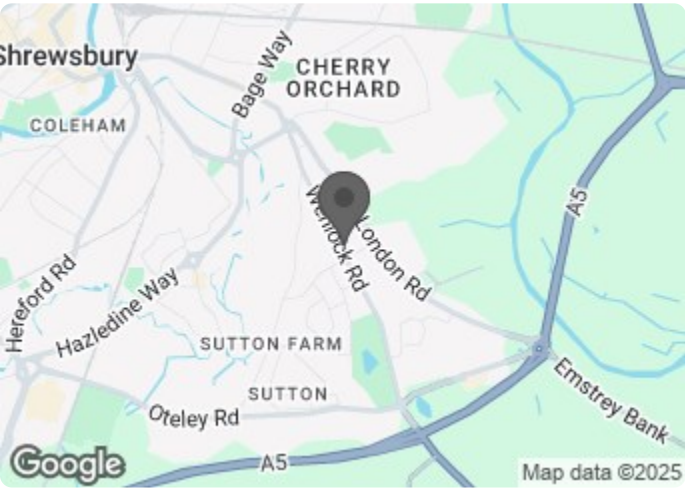 Shrewsbury
Bage Way
CHERRY
ORCHARD
COLEHAM
A5
Wenlock Rd
London Rd
Hereford Rd
Hazledine Way
SUTTON FARM
SUTTON
Oteley Rd
Emstrey Bank
A5
Google
Map data ©2025